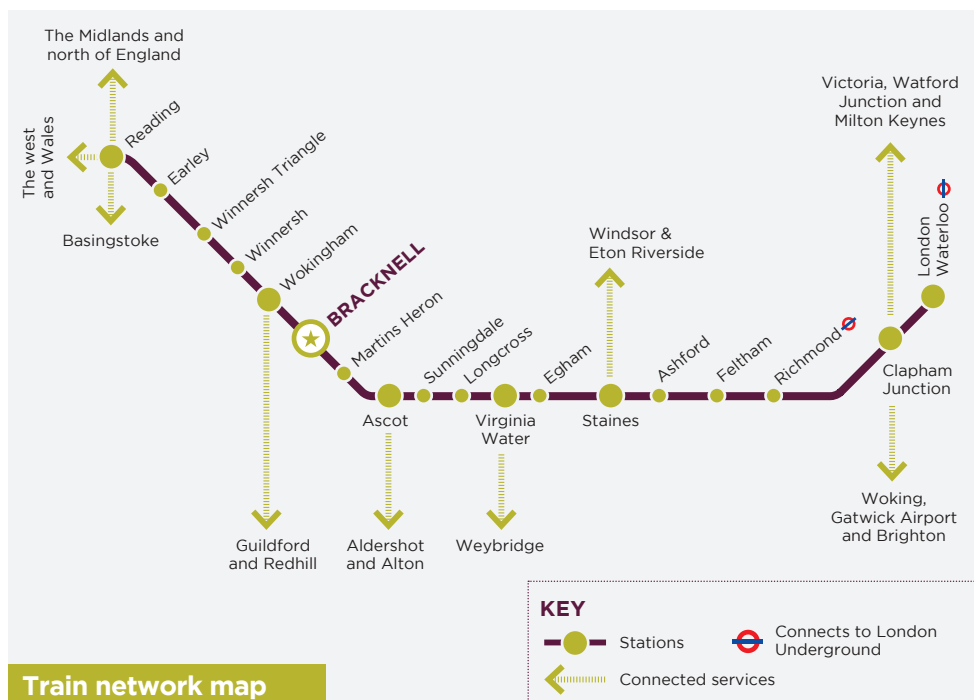 The Midlands and
north of England
The west
and Wales
Reading
Basingstoke
Earley
Winnersh Triangle
Winnersh
Wokingham
BRACKNELL
Martins Heron
Guildford
and Redhill
Ascot
Aldershot
and Alton
Sunningdale
Longcross
Virginia
Water
Weybridge
Egham
Windsor &
Eton Riverside
Staines
Ashford
Feltham
Richmond
Victoria, Watford
Junction and
Milton Keynes
Clapham
Junction
Woking,
Gatwick Airport
and Brighton
London
Waterloo
KEY
Stations
Connects to London
Underground
Connected services
Train network map